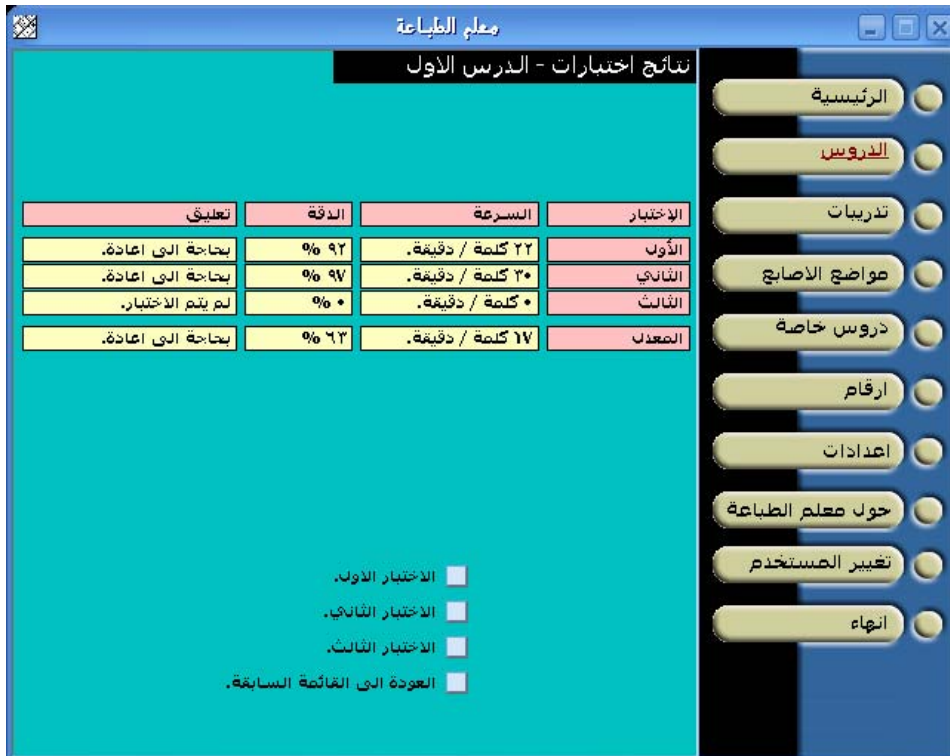 معلم الطباعة
نتائج اختبارات - الدرس الاول
الرئيسية
الدروس
تدريبات
مواضع الاصابع
دروس خاصة
ارقام
اعدادات
حول معلم الطباعة
تغيير المستخدم
انهاء
الإختبار السرعة الدقة تعليق
الأول ٢٢ كلمة / دقيقة. ٩٢ % بحاجة الى اعادة.
الثاني ٣٠ كلمة / دقيقة. ٩٧ % بحاجة الى اعادة.
الثالث ٠ كلمة / دقيقة. ٠ % لم يتم الاختبار.
المعدل ١٧ كلمة / دقيقة. ٦٣ % بحاجة الى اعادة.
الاختبار الاول.
الاختبار الثاني.
الاختبار الثالث.
العودة الى القائمة السابقة.